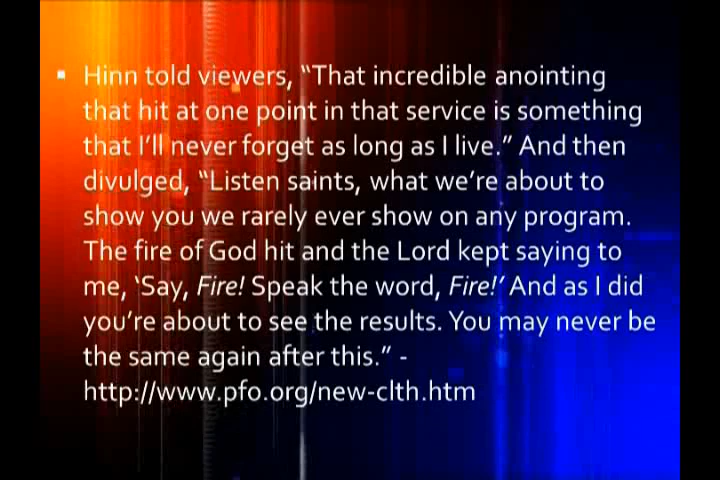 ▪ Hinn told viewers, “That incredible anointing
that hit at one point in that service is something
that I’ll never forget as long as I live.” And then
divulged, “Listen saints, what we’re about to
show you we rarely ever show on any program.
The fire of God hit and the Lord kept saying to
me, ‘Say, Fire! Speak the word, Fire!’ And as I did
you’re about to see the results. You may never be
the same again after this.” -
http://www.pfo.org/new-clth.htm